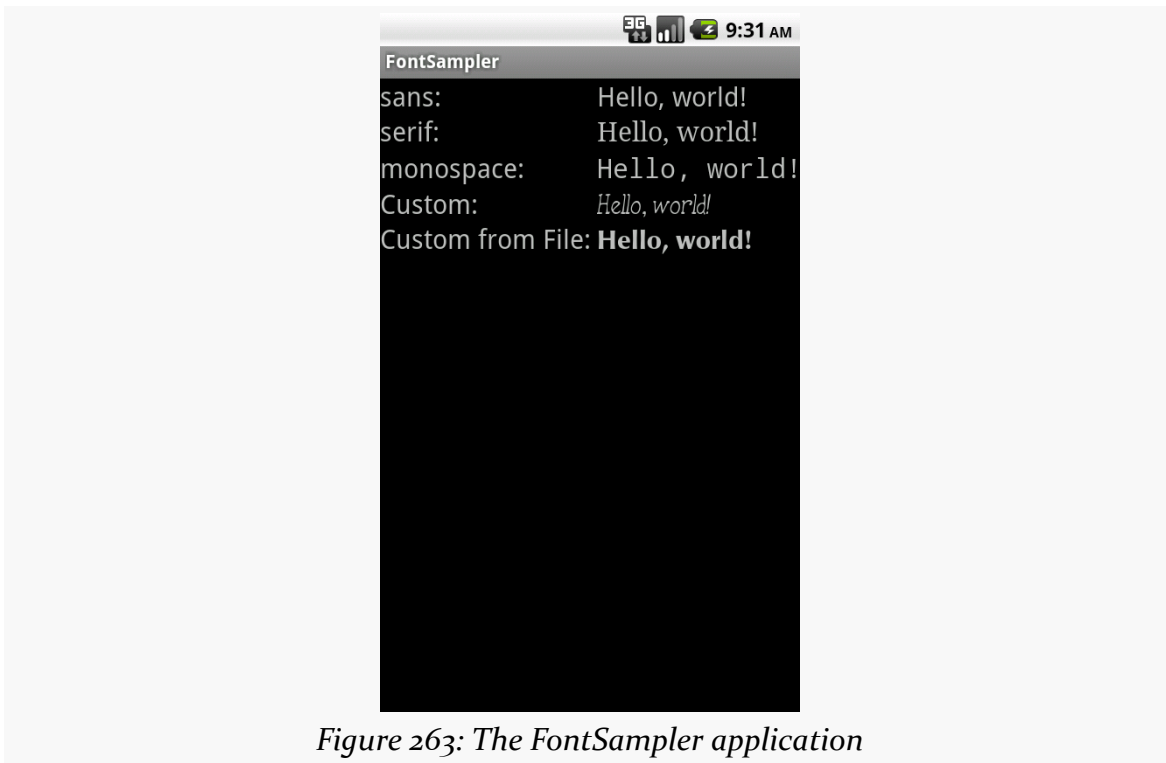 3G 9:31 AM
FontSampler
sans: Hello, world!
serif: Hello, world!
monospace: Hello, world!
Custom: Hello, world!
Custom from File: Hello, world!
Figure 263: The FontSampler application